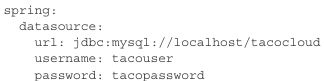 spring:
  datasource:
    url: jdbc:mysql://localhost/tacocloud
    username: tacouser
    password: tacopassword